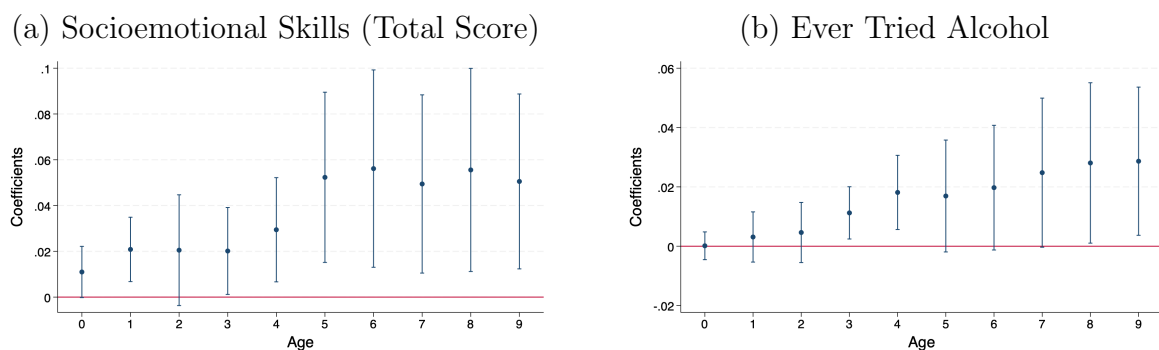 (a) Socioemotional Skills (Total Score)
.1
.08
.06
.04
.02
0
Coefficients
0 1 2 3 4 5 6 7 8 9
Age
(b) Ever Tried Alcohol
.06
.04
.02
0
-.02
Coefficients
0 1 2 3 4 5 6 7 8 9
Age